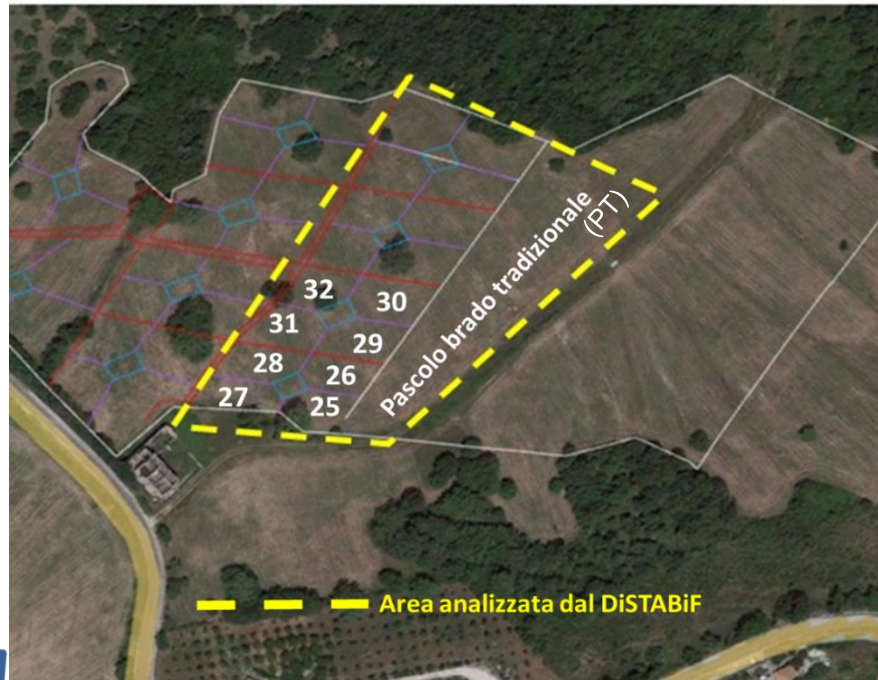 Pascolo brado tradizionale
(PT)
32
30
31
29
28
26
27
25
Area analizzata dal DiSTABiF